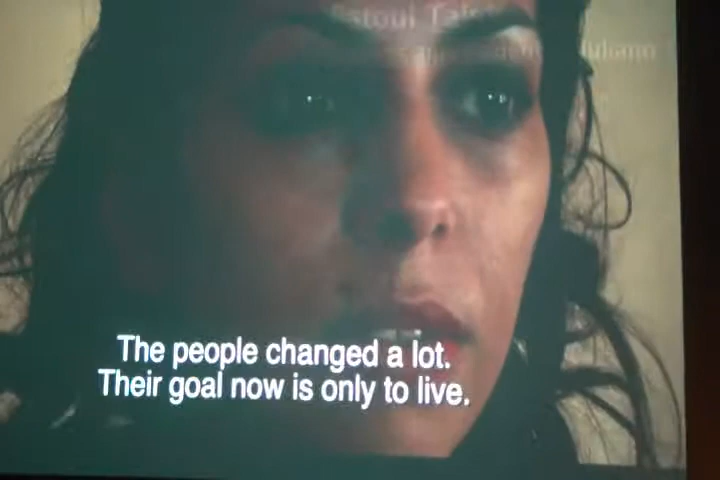 The people changed a lot.
Their goal now is only to live.